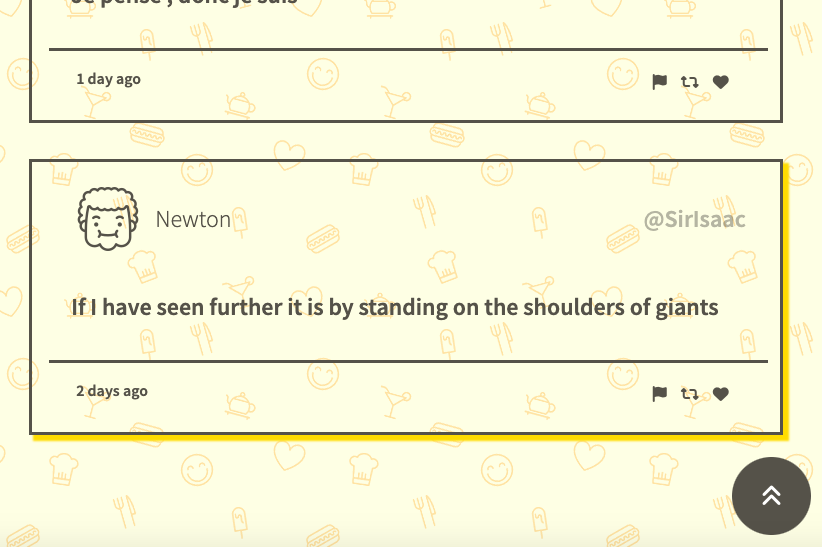 Je pense , donc je suis
1 day ago
Newton
@SirIsaac
If I have seen further it is by standing on the shoulders of giants
2 days ago